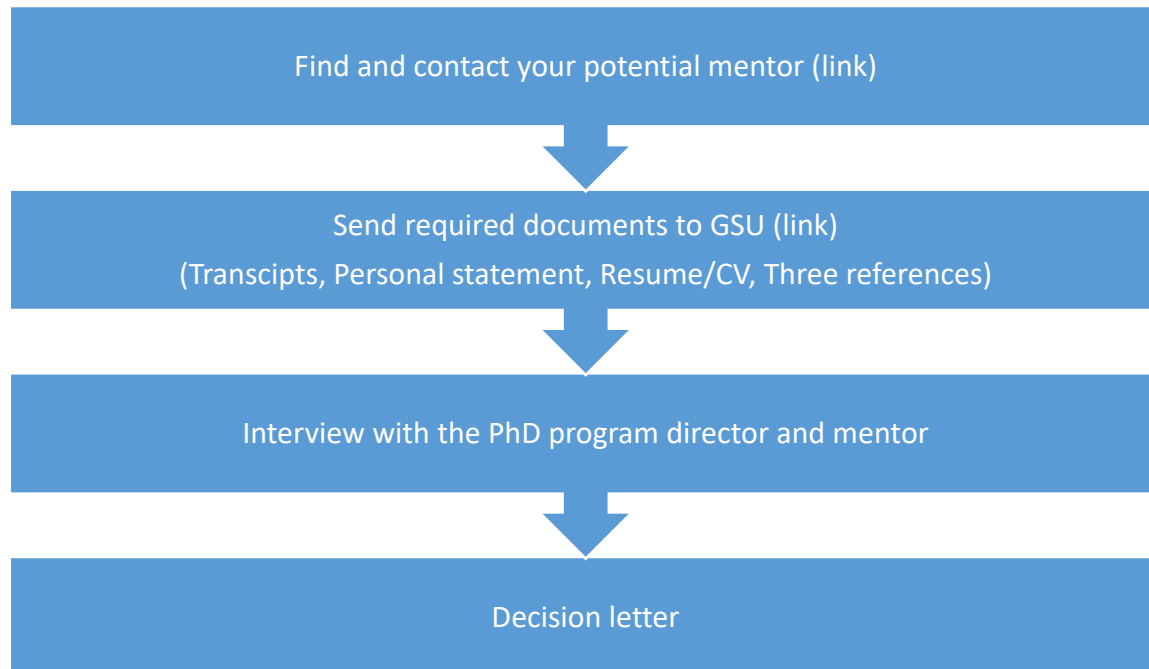 Find and contact your potential mentor (link)
Send required documents to GSU (link)
(Transcipts, Personal statement, Resume/CV, Three references)
Interview with the PhD program director and mentor
Decision letter